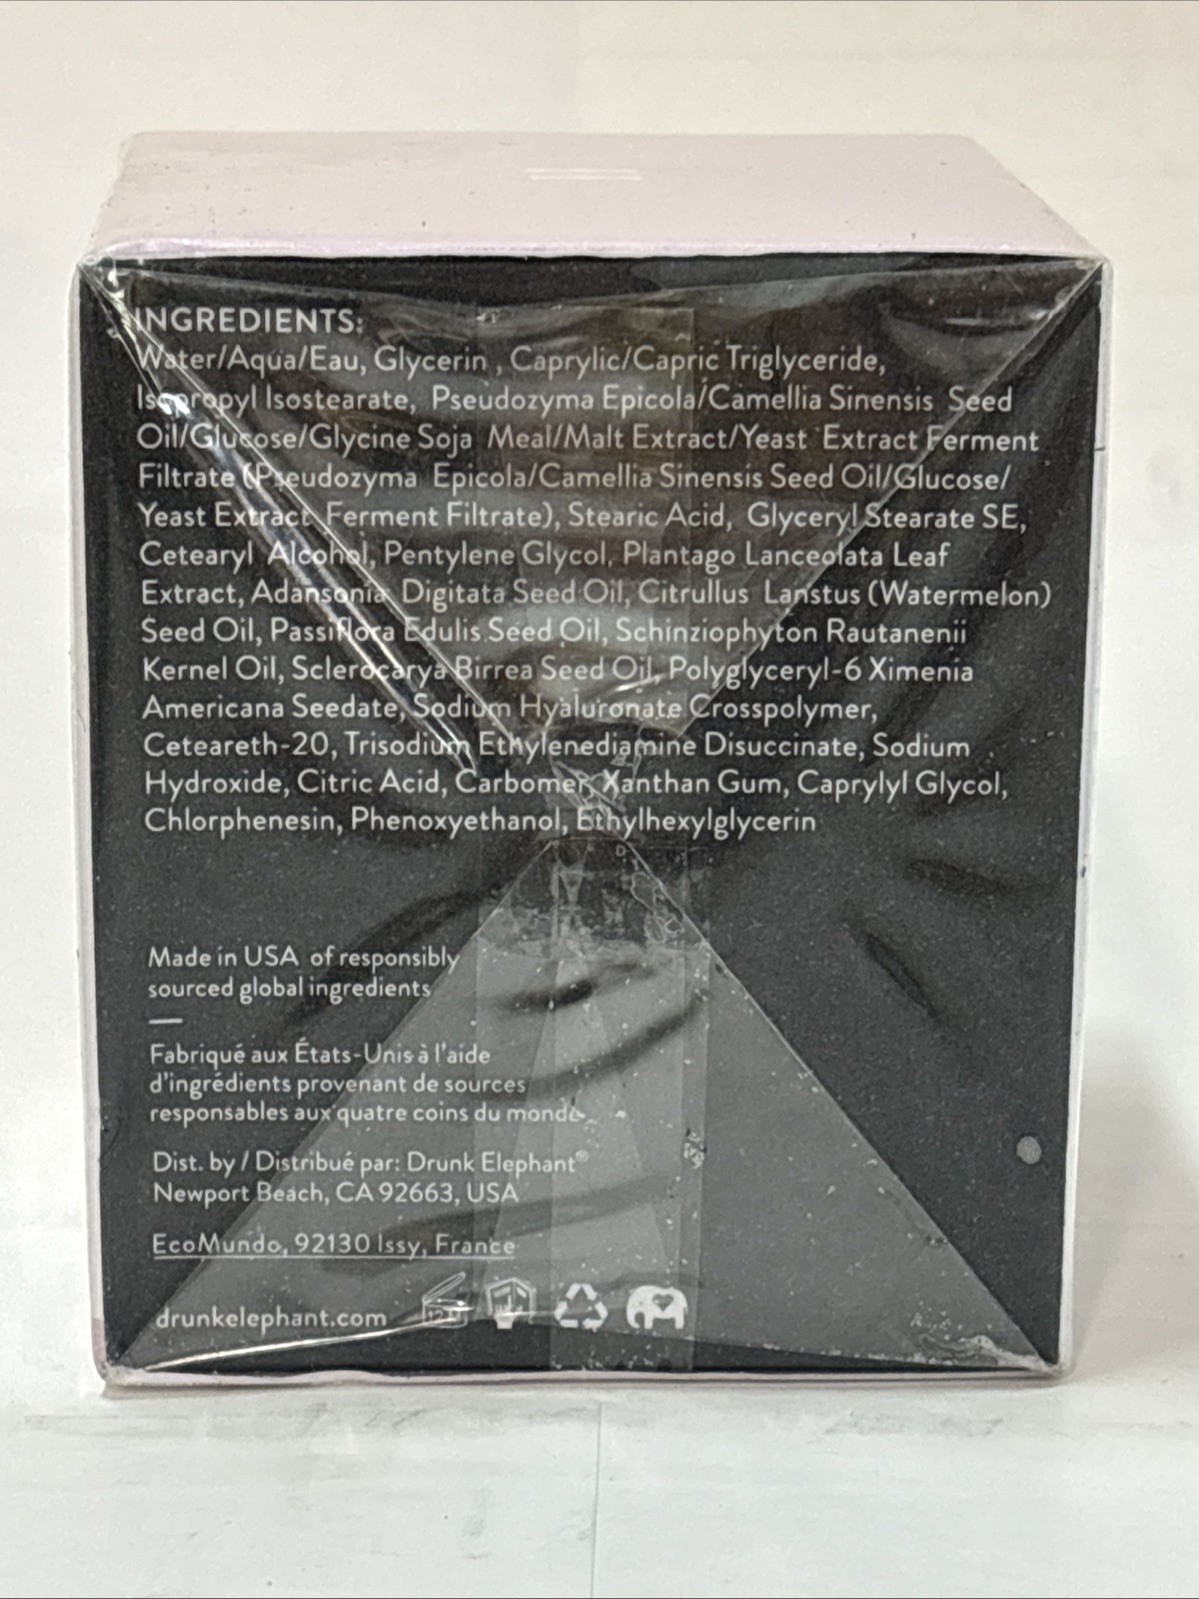 INGREDIENTS:
Water/Aqua/Eau, Glycerin , Caprylic/Capric Triglyceride,
Isopropyl Isostearate, Pseudozyma Epicola/Camellia Sinensis Seed
Oil/Glucose/Glycine Soja Meal/Malt Extract/Yeast Extract Ferment
Filtrate (Pseudozyma Epicola/Camellia Sinensis Seed Oil/Glucose/
Yeast Extract Ferment Filtrate), Stearic Acid, Glyceryl Stearate SE,
Cetearyl Alcohol, Pentylene Glycol, Plantago Lanceolata Leaf
Extract, Adansonia Digitata Seed Oil, Citrullus Lanstus (Watermelon)
Seed Oil, Passiflora Edulis Seed Oil, Schinziophyton Rautanenii
Kernel Oil, Sclerocarya Birrea Seed Oil, Polyglyceryl-6 Ximenia
Americana Seedate, Sodium Hyaluronate Crosspolymer,
Ceteareth-20, Trisodium Ethylenediamine Disuccinate, Sodium
Hydroxide, Citric Acid, Carbomer, Xanthan Gum, Caprylyl Glycol,
Chlorphenesin, Phenoxyethanol, Ethylhexylglycerin
Made in USA of responsibly
sourced global ingredients
Fabriqué aux États-Unis à l'aide
d'ingrédients provenant de sources
responsables aux quatre coins du monde
Dist. by / Distribué par: Drunk Elephant®
Newport Beach, CA 92663, USA
EcoMundo, 92130 Issy, France
drunkelephant.com